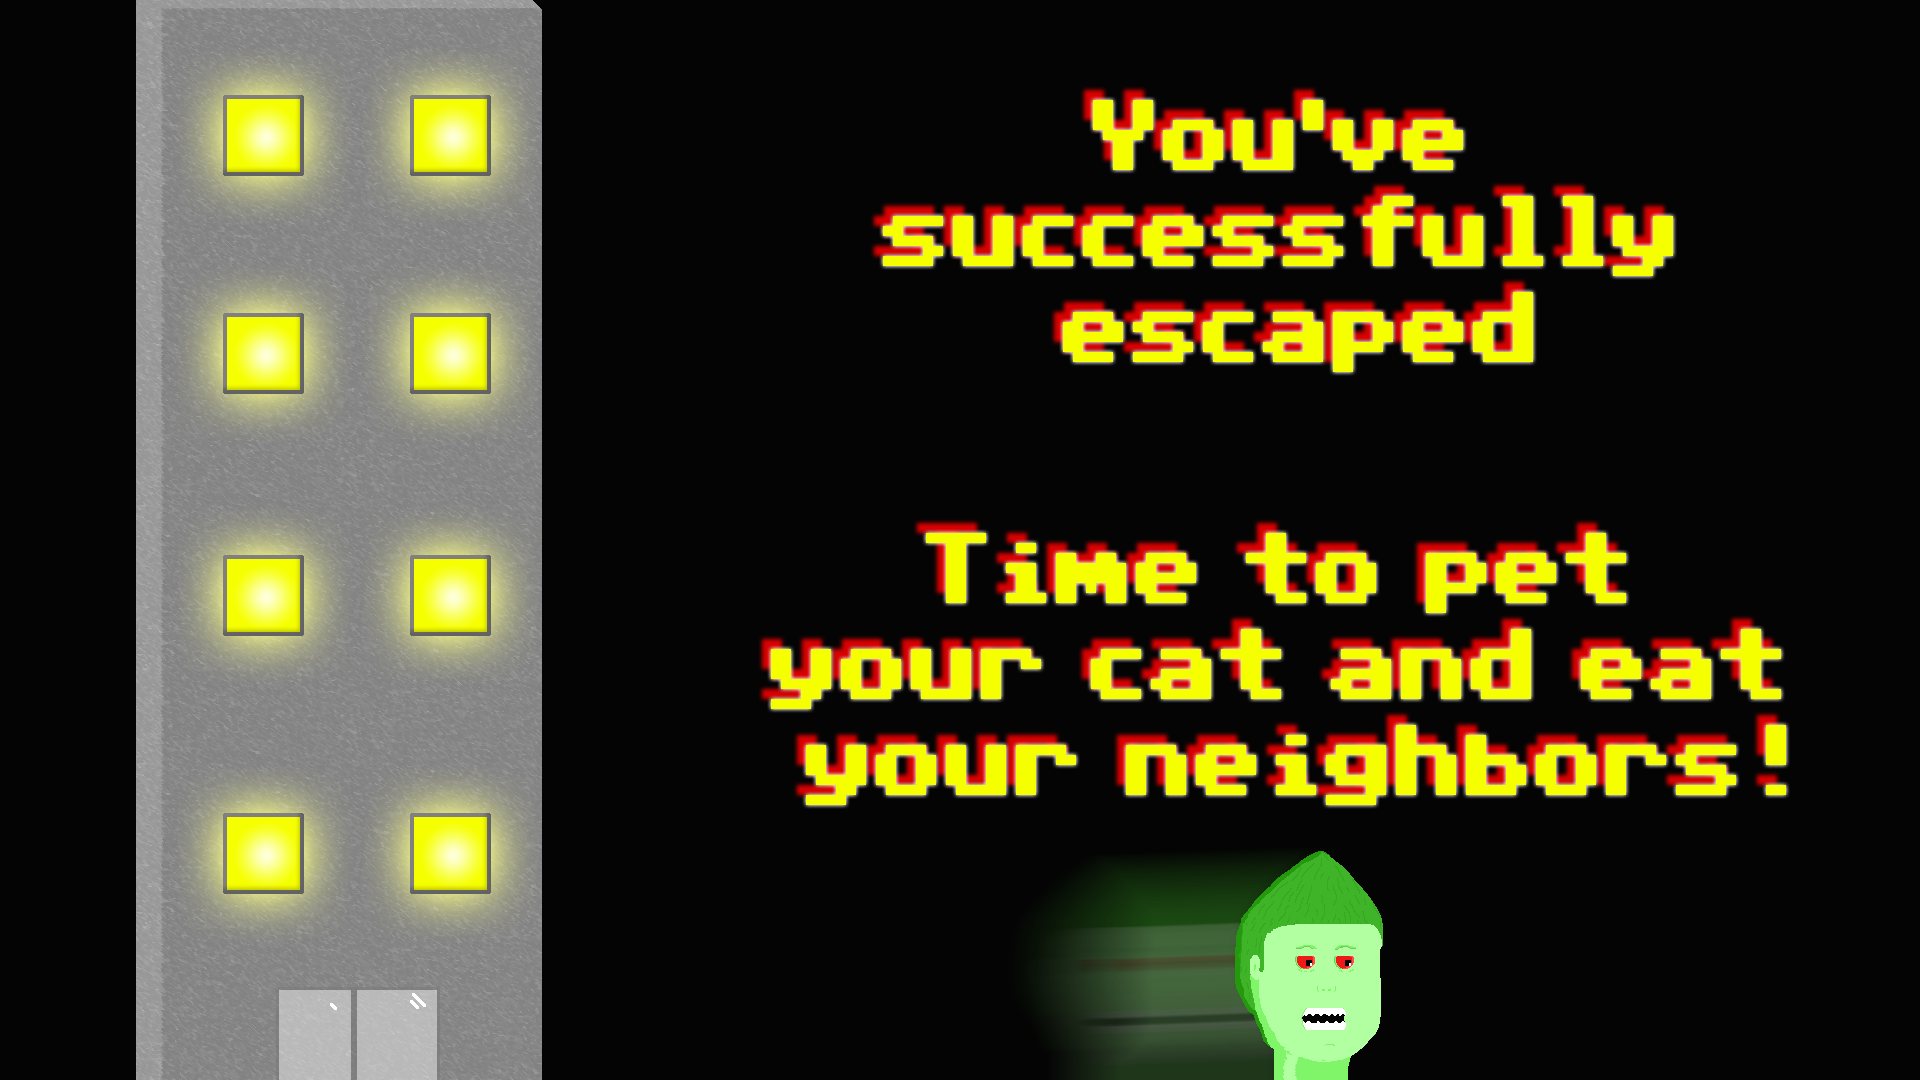 You've
successfully
escaped
Time to pet
your cat and eat
your neighbors!